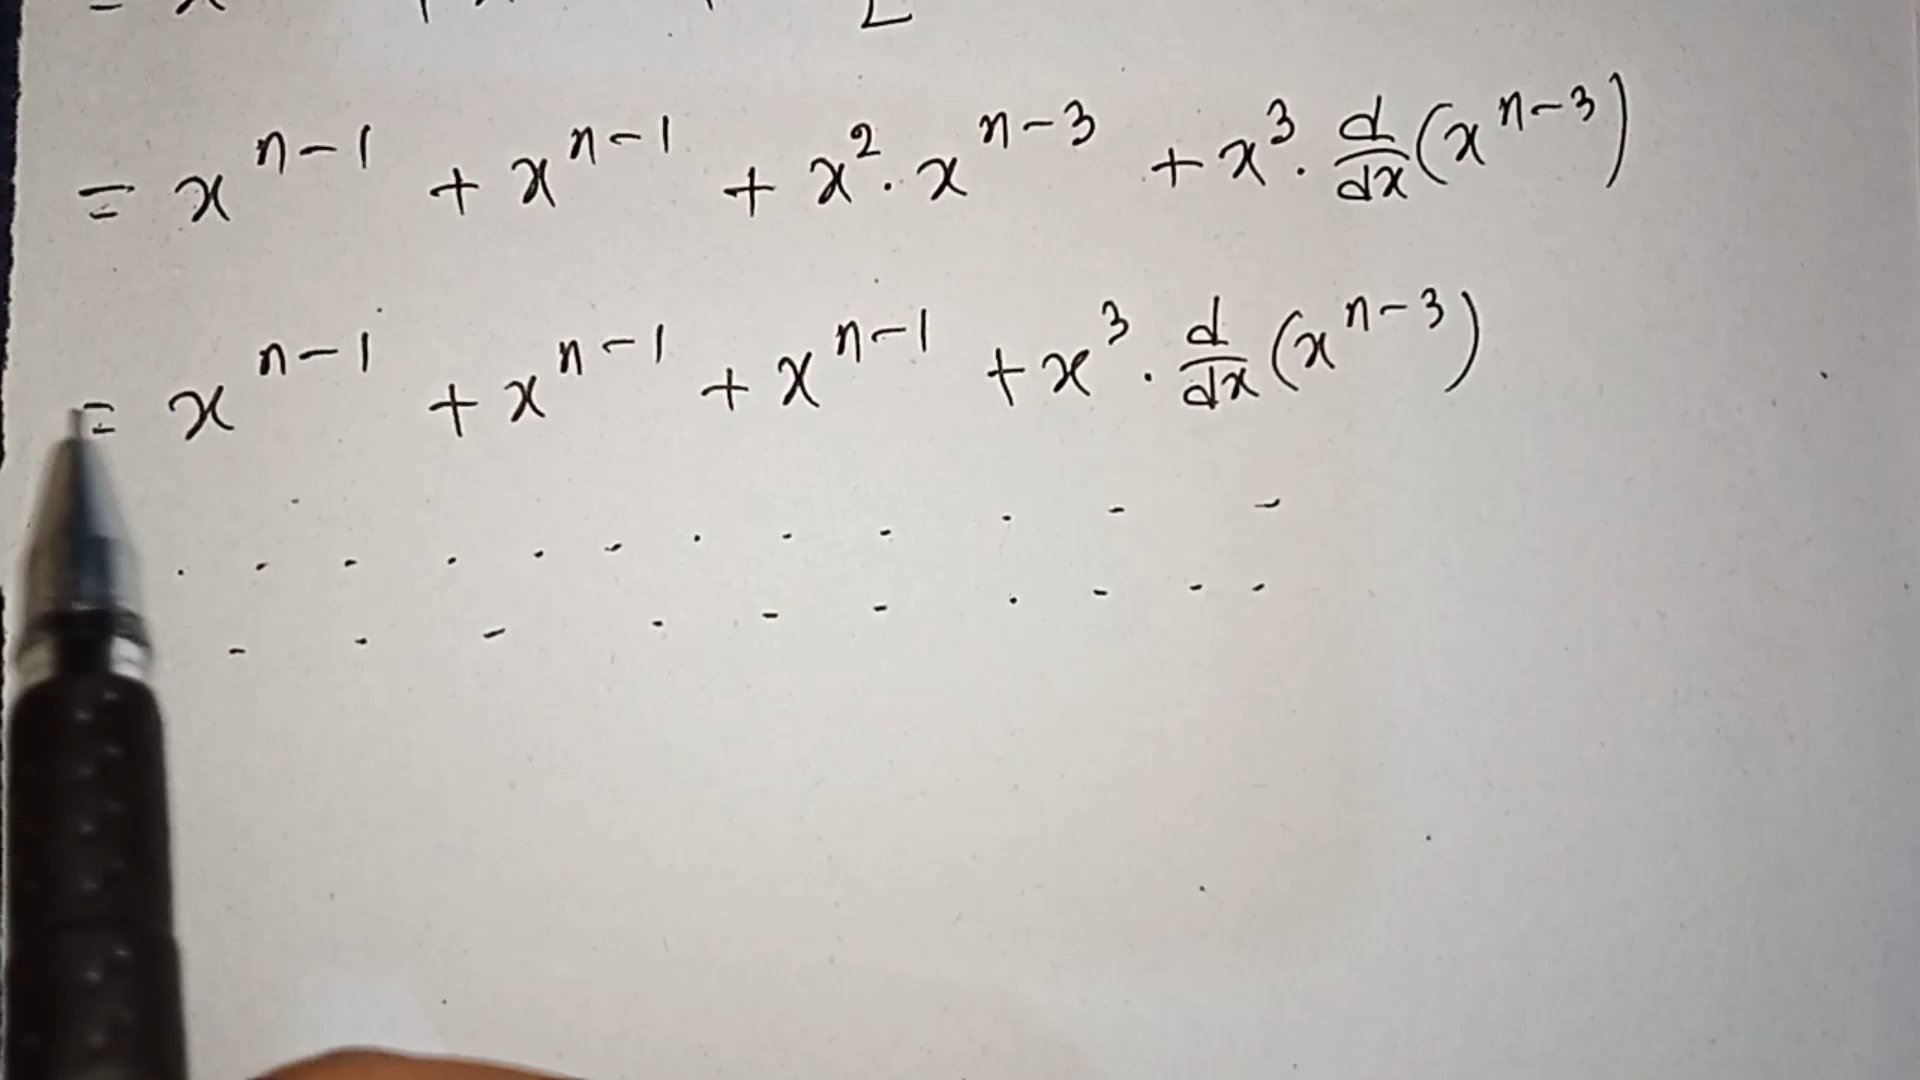 = x^{n-1} + x^{n-1} + x^2 . x^{n-3} + x^3 . d/dx (x^{n-3})
= x^{n-1} + x^{n-1} + x^{n-1} + x^3 . d/dx (x^{n-3})
. . . . . - . . . . - -
- . - . - - . - - -